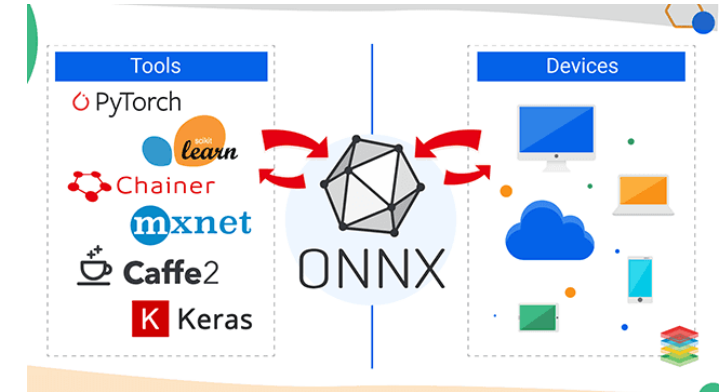 Tools
PyTorch
scikit
learn
Chainer
mxnet
Caffe2
K Keras
ONNX
Devices